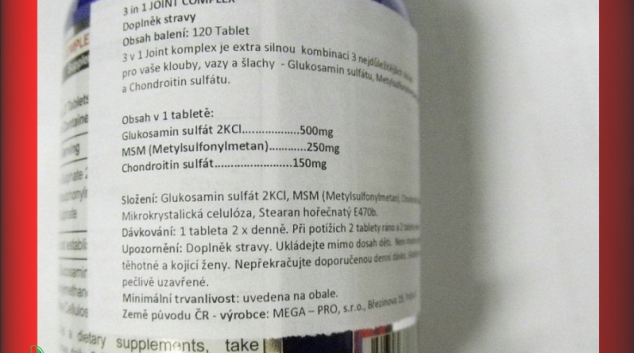 3 in 1 JOINT COMPLEX
Doplněk stravy
Obsah balení: 120 Tablet
3 v 1 Joint komplex je extra silnou kombinací 3 nejdůležitějších
pro vaše klouby, vazy a šlachy - Glukosamin sulfátu,
a Chondroitin sulfátu.
Obsah v 1 tabletě:
Glukosamin sulfát 2KCl..................500mg
MSM (Metylsulfonylmetan)............250mg
Chondroitin sulfát.........................150mg
Složení: Glukosamin sulfát 2KCl, MSM (Metylsulfonylmetan),
Mikrokrystalická celulóza, Stearan hořečnatý E470b.
Dávkování: 1 tableta 2 x denně. Při potížích 2 tablety ráno a 2
Upozornění: Doplněk stravy. Ukládejte mimo dosah dětí.
těhotné a kojící ženy. Nepřekračujte doporučenou denní dávku.
pečlivě uzavřené.
Minimální trvanlivost: uvedena na obale.
Země původu ČR - výrobce: MEGA – PRO, s.r.o., Březinova
a dietary supplements, take